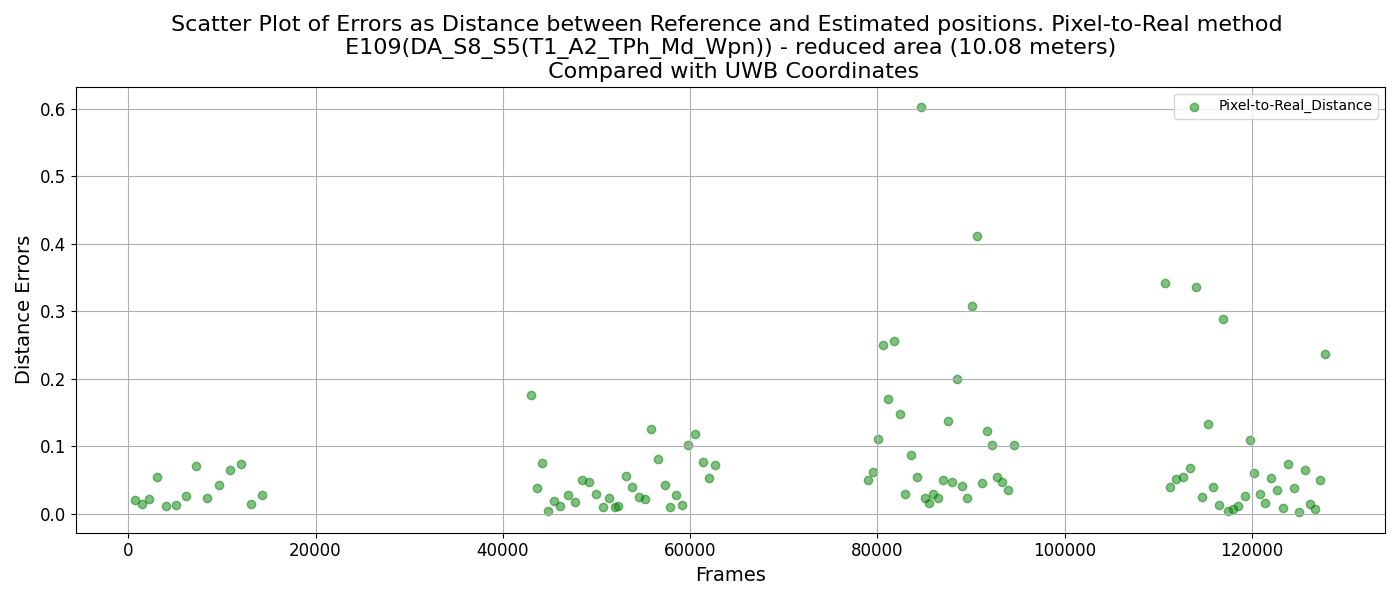 Scatter Plot of Errors as Distance between Reference and Estimated positions. Pixel-to-Real method
E109(DA_S8_S5(T1_A2_TPh_Md_Wpn)) - reduced area (10.08 meters)
Compared with UWB Coordinates
Pixel-to-Real_Distance
Distance Errors
0.6
0.5
0.4
0.3
0.2
0.1
0.0
0 20000 40000 60000 80000 100000 120000
Frames